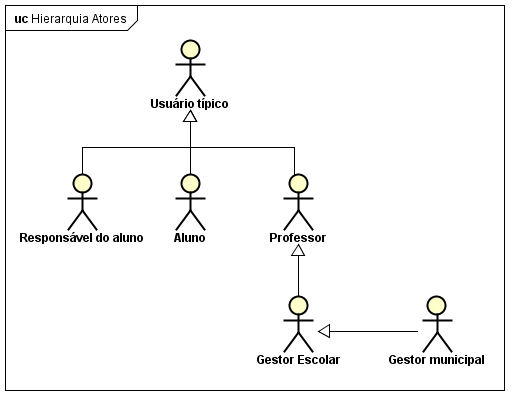 uc Hierarquia Atores
Usuário típico
Responsável do aluno
Aluno
Professor
Gestor Escolar
Gestor municipal